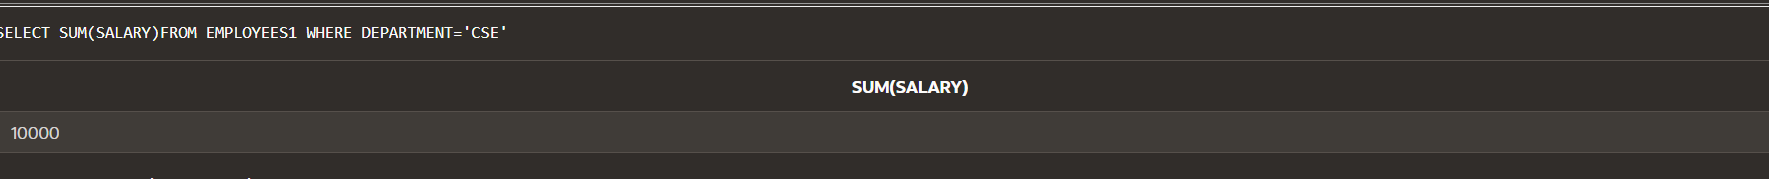 SELECT SUM(SALARY)FROM EMPLOYEES1 WHERE DEPARTMENT='CSE'
SUM(SALARY)
10000